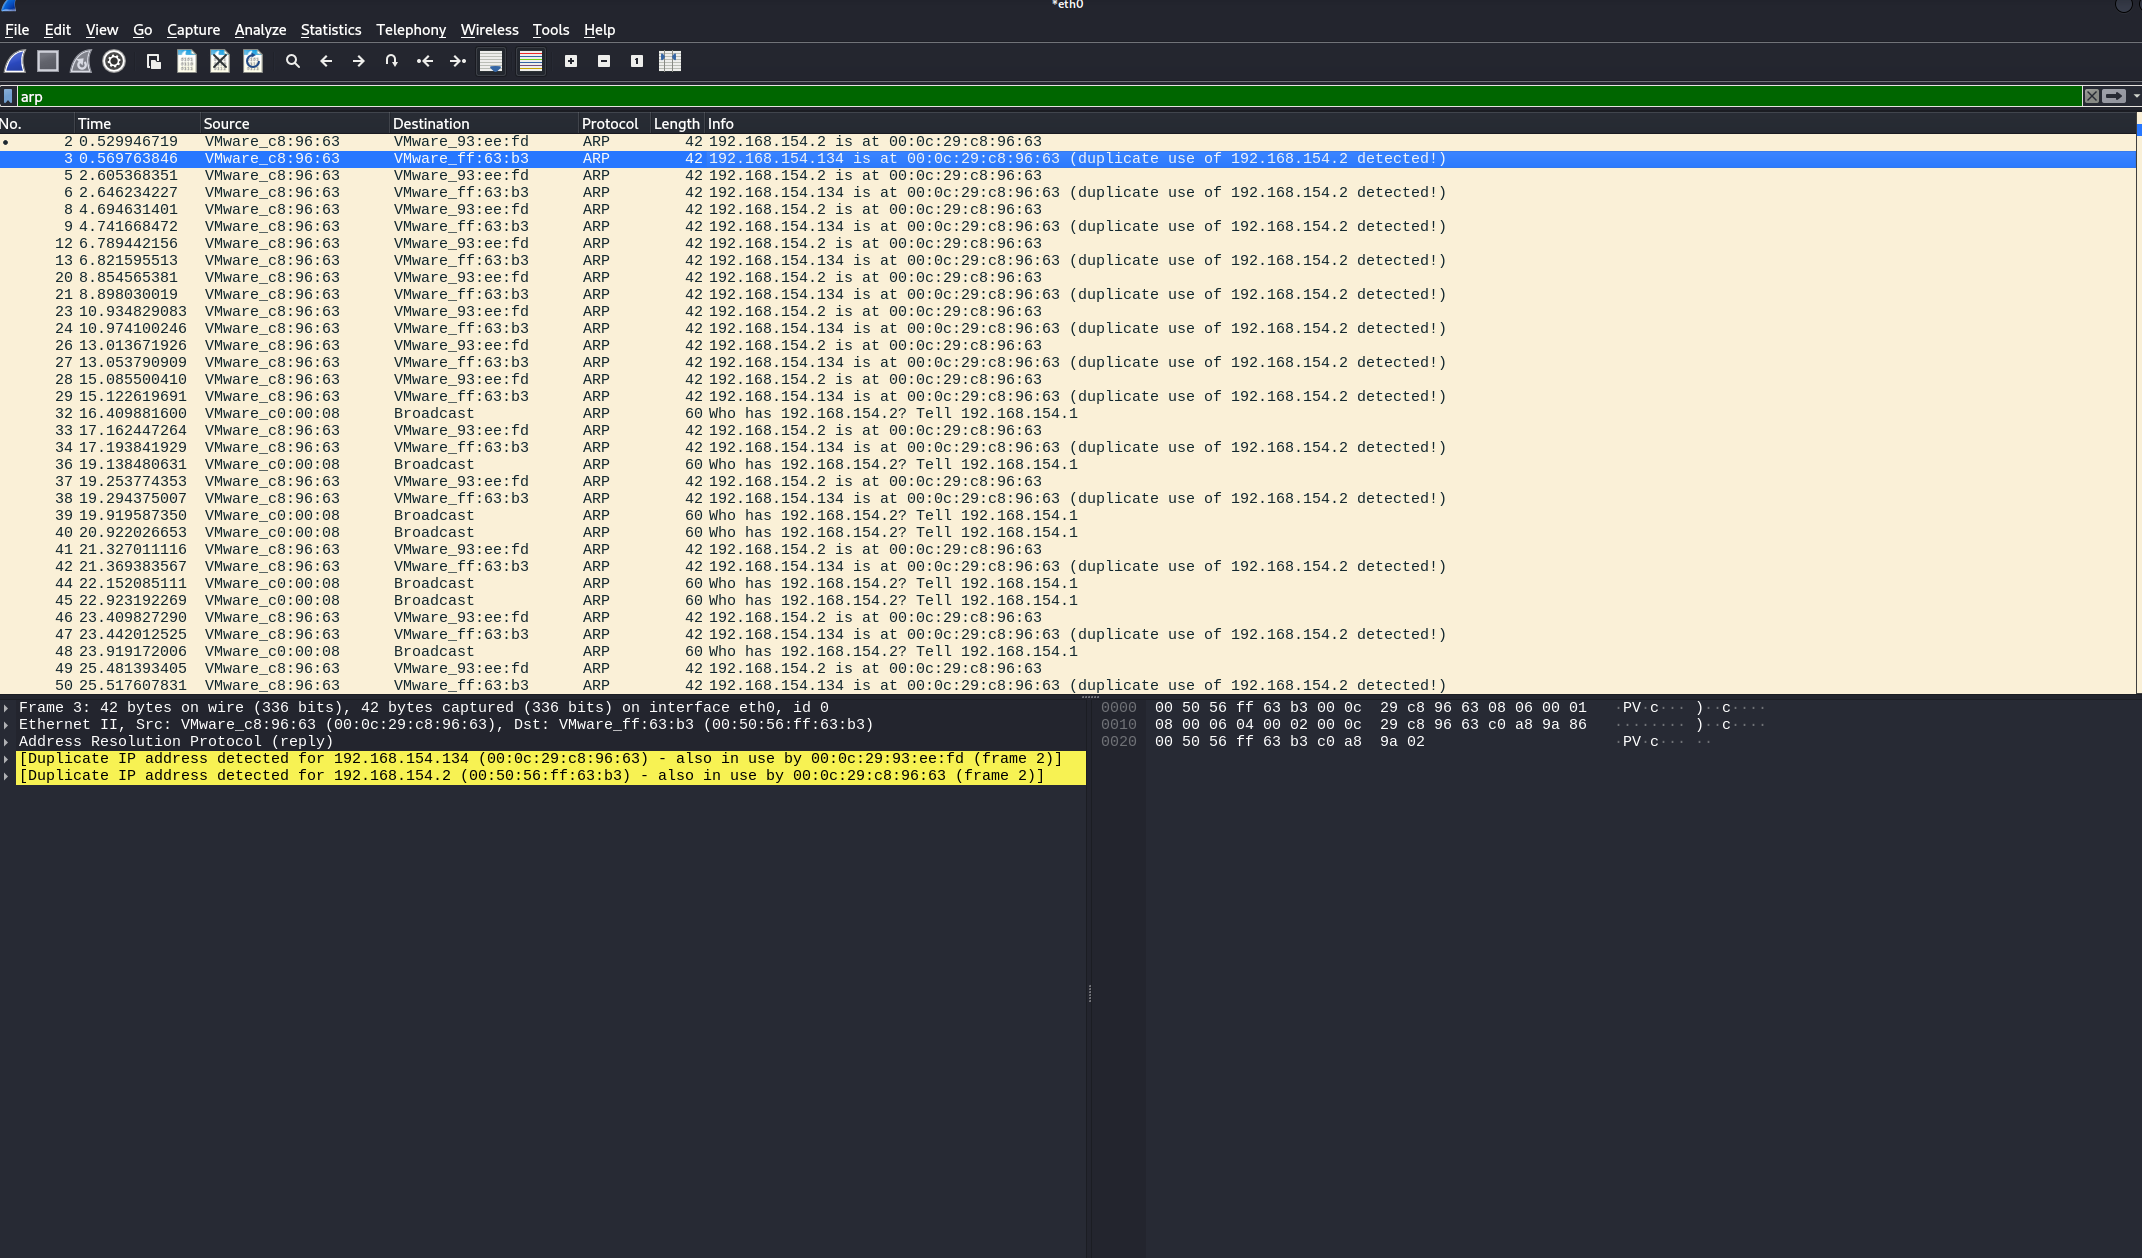 *eth0
File Edit View Go Capture Analyze Statistics Telephony Wireless Tools Help
arp
No. Time Source Destination Protocol Length Info
2 0.529946719 VMware_c8:96:63 VMware_93:ee:fd ARP 42 192.168.154.2 is at 00:0c:29:c8:96:63
3 0.569763846 VMware_c8:96:63 VMware_ff:63:b3 ARP 42 192.168.154.134 is at 00:0c:29:c8:96:63 (duplicate use of 192.168.154.2 detected!)
5 2.605368351 VMware_c8:96:63 VMware_93:ee:fd ARP 42 192.168.154.2 is at 00:0c:29:c8:96:63
6 2.646234227 VMware_c8:96:63 VMware_ff:63:b3 ARP 42 192.168.154.134 is at 00:0c:29:c8:96:63 (duplicate use of 192.168.154.2 detected!)
8 4.694631401 VMware_c8:96:63 VMware_93:ee:fd ARP 42 192.168.154.2 is at 00:0c:29:c8:96:63
9 4.741668472 VMware_c8:96:63 VMware_ff:63:b3 ARP 42 192.168.154.134 is at 00:0c:29:c8:96:63 (duplicate use of 192.168.154.2 detected!)
12 6.789442156 VMware_c8:96:63 VMware_93:ee:fd ARP 42 192.168.154.2 is at 00:0c:29:c8:96:63
13 6.821595513 VMware_c8:96:63 VMware_ff:63:b3 ARP 42 192.168.154.134 is at 00:0c:29:c8:96:63 (duplicate use of 192.168.154.2 detected!)
20 8.854565381 VMware_c8:96:63 VMware_93:ee:fd ARP 42 192.168.154.2 is at 00:0c:29:c8:96:63
21 8.898030019 VMware_c8:96:63 VMware_ff:63:b3 ARP 42 192.168.154.134 is at 00:0c:29:c8:96:63 (duplicate use of 192.168.154.2 detected!)
23 10.934829083 VMware_c8:96:63 VMware_93:ee:fd ARP 42 192.168.154.2 is at 00:0c:29:c8:96:63
24 10.974100246 VMware_c8:96:63 VMware_ff:63:b3 ARP 42 192.168.154.134 is at 00:0c:29:c8:96:63 (duplicate use of 192.168.154.2 detected!)
26 13.013671926 VMware_c8:96:63 VMware_93:ee:fd ARP 42 192.168.154.2 is at 00:0c:29:c8:96:63
27 13.053790909 VMware_c8:96:63 VMware_ff:63:b3 ARP 42 192.168.154.134 is at 00:0c:29:c8:96:63 (duplicate use of 192.168.154.2 detected!)
28 15.085500410 VMware_c8:96:63 VMware_93:ee:fd ARP 42 192.168.154.2 is at 00:0c:29:c8:96:63
29 15.122619691 VMware_c8:96:63 VMware_ff:63:b3 ARP 42 192.168.154.134 is at 00:0c:29:c8:96:63 (duplicate use of 192.168.154.2 detected!)
32 16.409881600 VMware_c0:00:08 Broadcast ARP 60 Who has 192.168.154.2? Tell 192.168.154.1
33 17.162447264 VMware_c8:96:63 VMware_93:ee:fd ARP 42 192.168.154.2 is at 00:0c:29:c8:96:63
34 17.193841929 VMware_c8:96:63 VMware_ff:63:b3 ARP 42 192.168.154.134 is at 00:0c:29:c8:96:63 (duplicate use of 192.168.154.2 detected!)
36 19.138480631 VMware_c0:00:08 Broadcast ARP 60 Who has 192.168.154.2? Tell 192.168.154.1
37 19.253774353 VMware_c8:96:63 VMware_93:ee:fd ARP 42 192.168.154.2 is at 00:0c:29:c8:96:63
38 19.294375007 VMware_c8:96:63 VMware_ff:63:b3 ARP 42 192.168.154.134 is at 00:0c:29:c8:96:63 (duplicate use of 192.168.154.2 detected!)
39 19.919587350 VMware_c0:00:08 Broadcast ARP 60 Who has 192.168.154.2? Tell 192.168.154.1
40 20.922026653 VMware_c0:00:08 Broadcast ARP 60 Who has 192.168.154.2? Tell 192.168.154.1
41 21.327011116 VMware_c8:96:63 VMware_93:ee:fd ARP 42 192.168.154.2 is at 00:0c:29:c8:96:63
42 21.369383567 VMware_c8:96:63 VMware_ff:63:b3 ARP 42 192.168.154.134 is at 00:0c:29:c8:96:63 (duplicate use of 192.168.154.2 detected!)
44 22.152085111 VMware_c0:00:08 Broadcast ARP 60 Who has 192.168.154.2? Tell 192.168.154.1
45 22.923192269 VMware_c0:00:08 Broadcast ARP 60 Who has 192.168.154.2? Tell 192.168.154.1
46 23.409827290 VMware_c8:96:63 VMware_93:ee:fd ARP 42 192.168.154.2 is at 00:0c:29:c8:96:63
47 23.442012525 VMware_c8:96:63 VMware_ff:63:b3 ARP 42 192.168.154.134 is at 00:0c:29:c8:96:63 (duplicate use of 192.168.154.2 detected!)
48 23.919172006 VMware_c0:00:08 Broadcast ARP 60 Who has 192.168.154.2? Tell 192.168.154.1
49 25.481393405 VMware_c8:96:63 VMware_93:ee:fd ARP 42 192.168.154.2 is at 00:0c:29:c8:96:63
50 25.517607831 VMware_c8:96:63 VMware_ff:63:b3 ARP 42 192.168.154.134 is at 00:0c:29:c8:96:63 (duplicate use of 192.168.154.2 detected!)
Frame 3: 42 bytes on wire (336 bits), 42 bytes captured (336 bits) on interface eth0, id 0
Ethernet II, Src: VMware_c8:96:63 (00:0c:29:c8:96:63), Dst: VMware_ff:63:b3 (00:50:56:ff:63:b3)
Address Resolution Protocol (reply)
[Duplicate IP address detected for 192.168.154.134 (00:0c:29:c8:96:63) - also in use by 00:0c:29:93:ee:fd (frame 2)]
[Duplicate IP address detected for 192.168.154.2 (00:50:56:ff:63:b3) - also in use by 00:0c:29:c8:96:63 (frame 2)]
0000 00 50 56 ff 63 b3 00 0c 29 c8 96 63 08 06 00 01 ·PV·c··· )··c····
0010 08 00 06 04 00 02 00 0c 29 c8 96 63 c0 a8 9a 86 ········ )··c····
0020 00 50 56 ff 63 b3 c0 a8 9a 02 ·PV·c··· ··